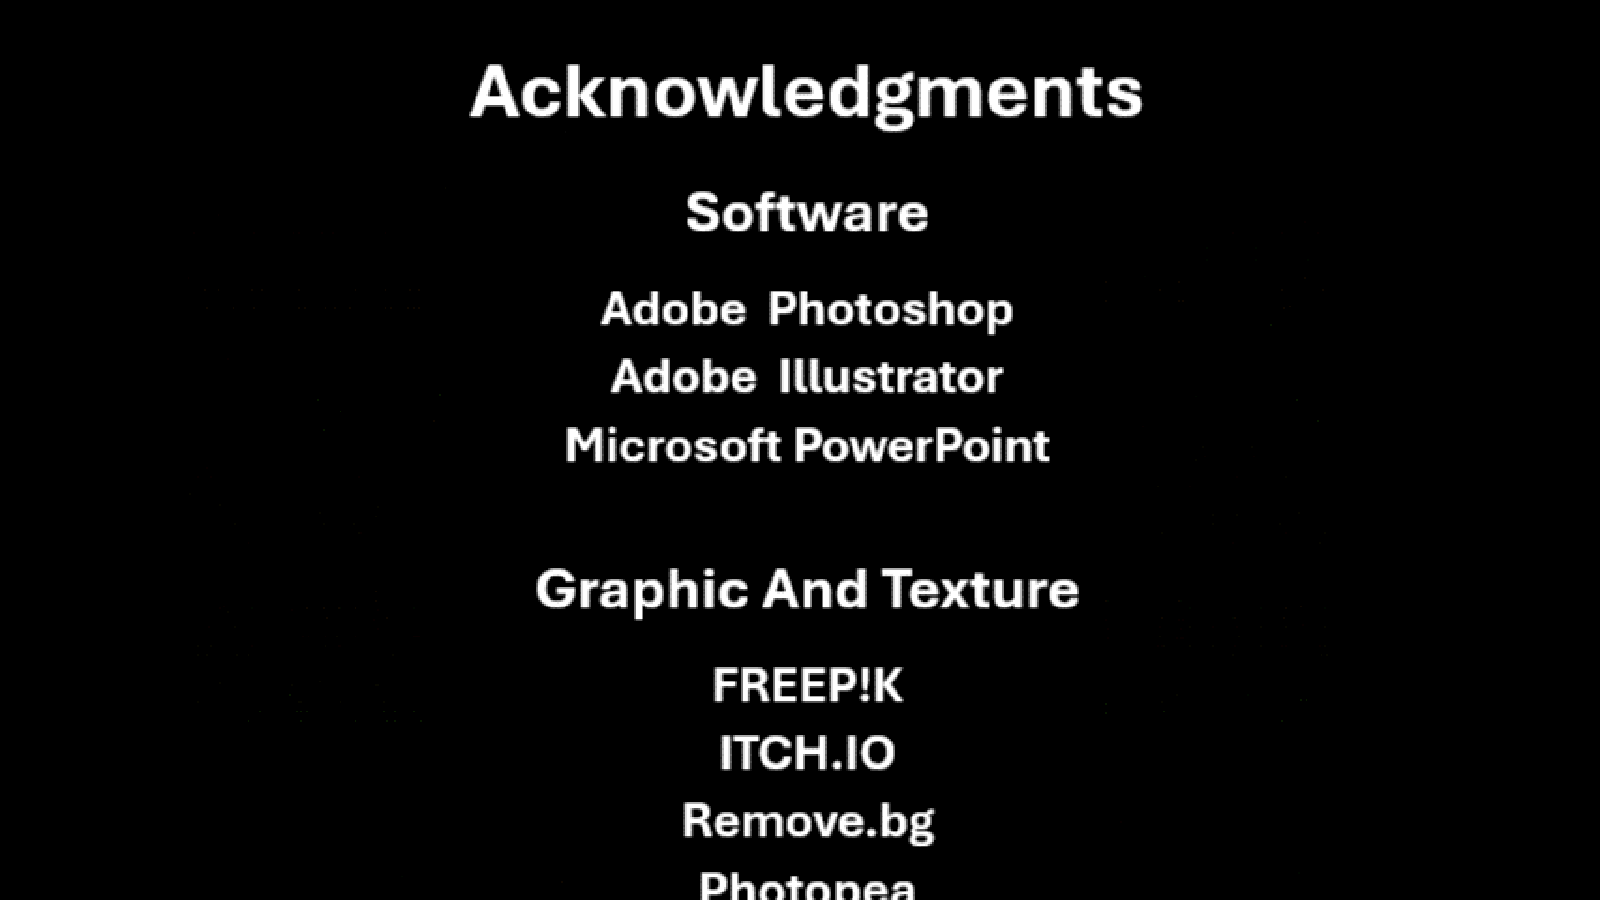 Acknowledgments
Software
Adobe Photoshop
Adobe Illustrator
Microsoft PowerPoint
Graphic And Texture
FREEP!K
ITCH.IO
Remove.bg
Photopea